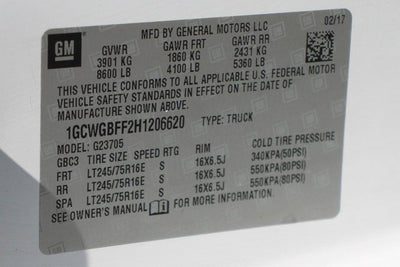 MFD BY GENERAL MOTORS LLC
02/17
GM
GVWR GAWR FRT GAWR RR
3901 KG 1860 KG 2431 KG
8600 LB 4100 LB 5360 LB
THIS VEHICLE CONFORMS TO ALL APPLICABLE U.S. FEDERAL MOTOR
VEHICLE SAFETY STANDARDS IN EFFECT ON THE DATE OF
MANUFACTURE SHOWN ABOVE.
1GCWGBFF2H1206620 TYPE: TRUCK
MODEL: G23705
GBC3 TIRE SIZE SPEED RTG RIM COLD TIRE PRESSURE
FRT LT245/75R16E S 16X6.5J 340KPA(50PSI)
RR LT245/75R16E S 16X6.5J 550KPA(80PSI)
SPA LT245/75R16E S 16X6.5J 550KPA(80PSI)
SEE OWNER'S MANUAL FOR MORE INFORMATION